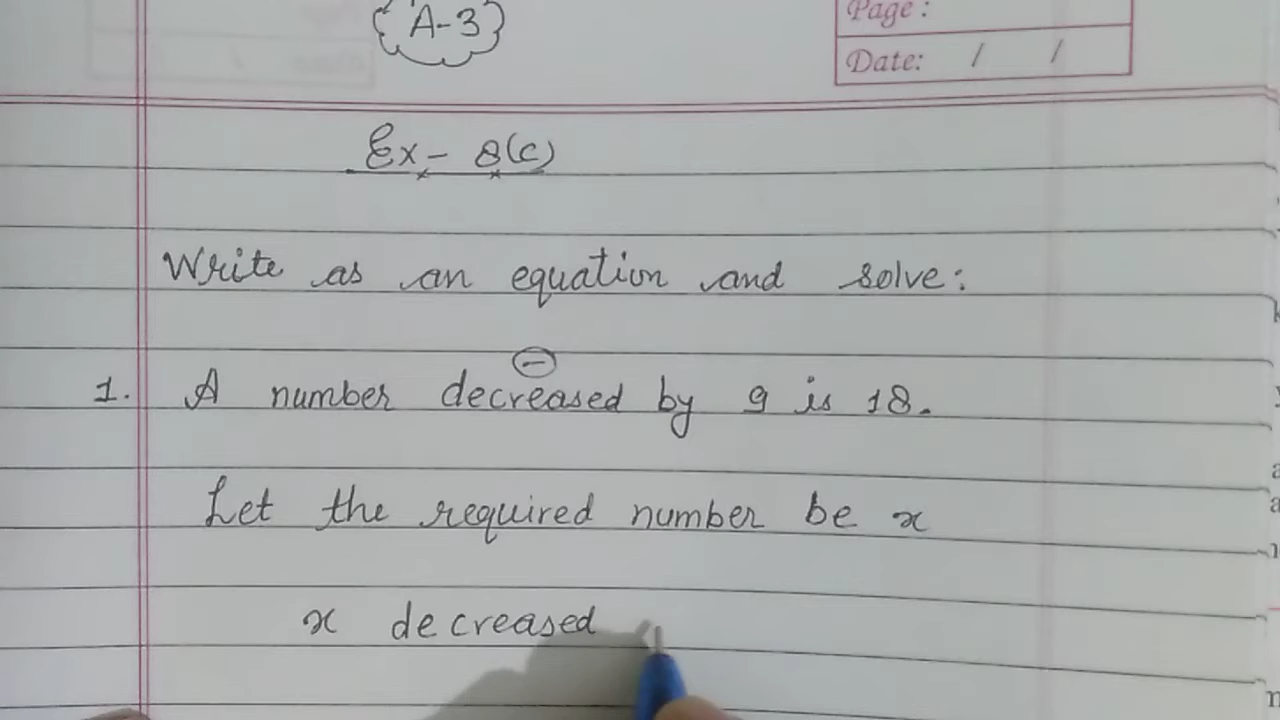 A-3
Page :
Date: / /
Ex - 8(c)
Write as an equation and solve:
-
1. A number decreased by 9 is 18.
Let the required number be x
x decreased